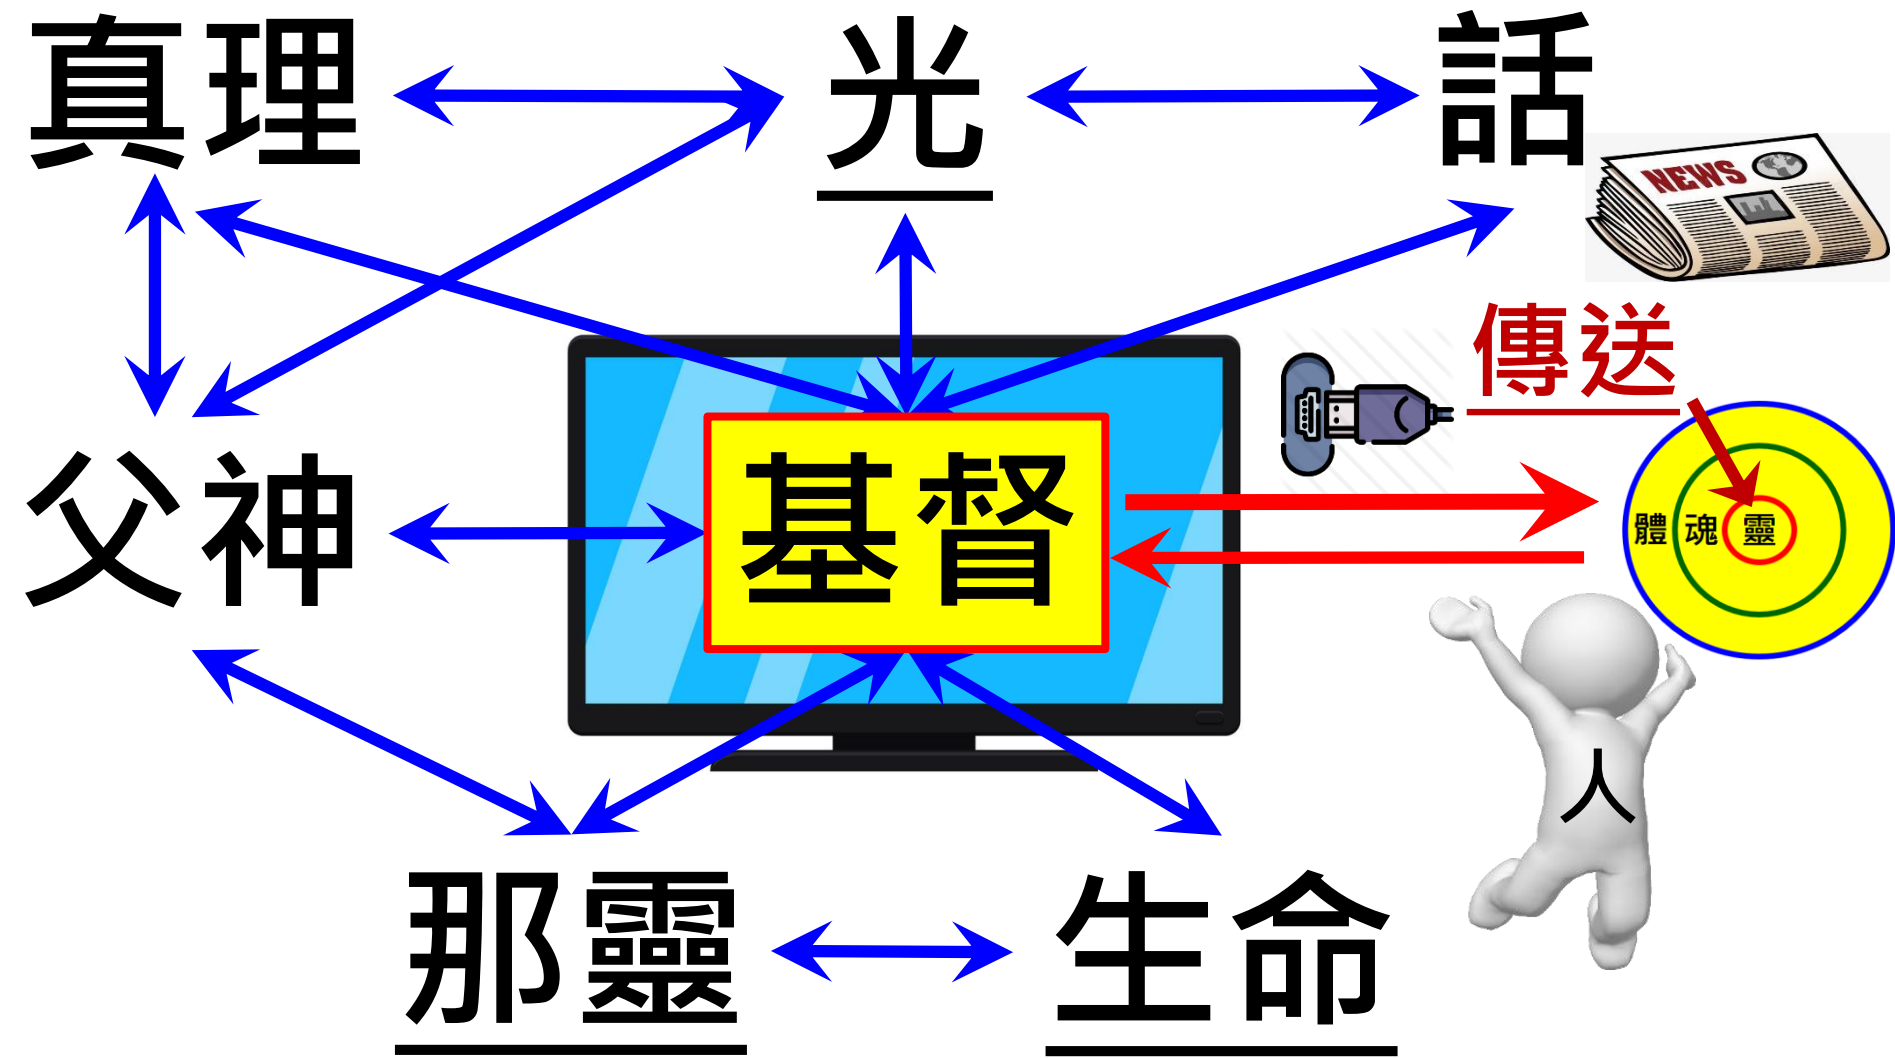 真理
光
話
NEWS
傳送
父神
基督
體 魂 靈
人
那靈
生命